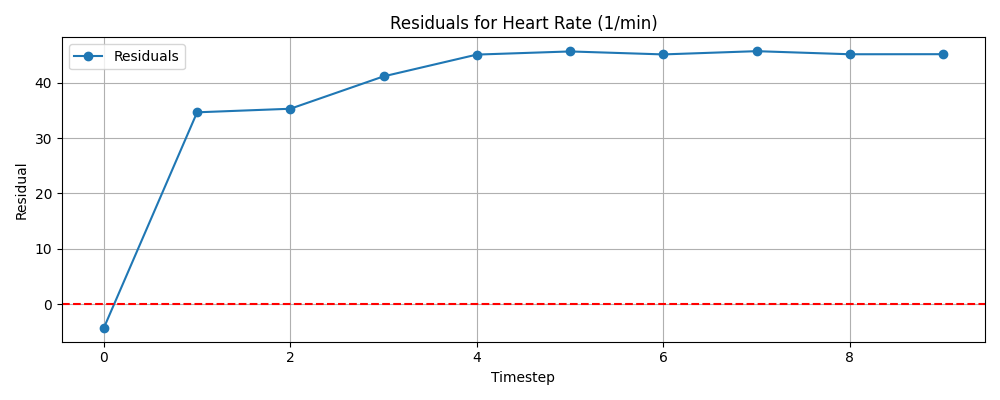 Residuals for Heart Rate (1/min)
Residuals
Residual
40
30
20
10
0
0 2 4 6 8
Timestep